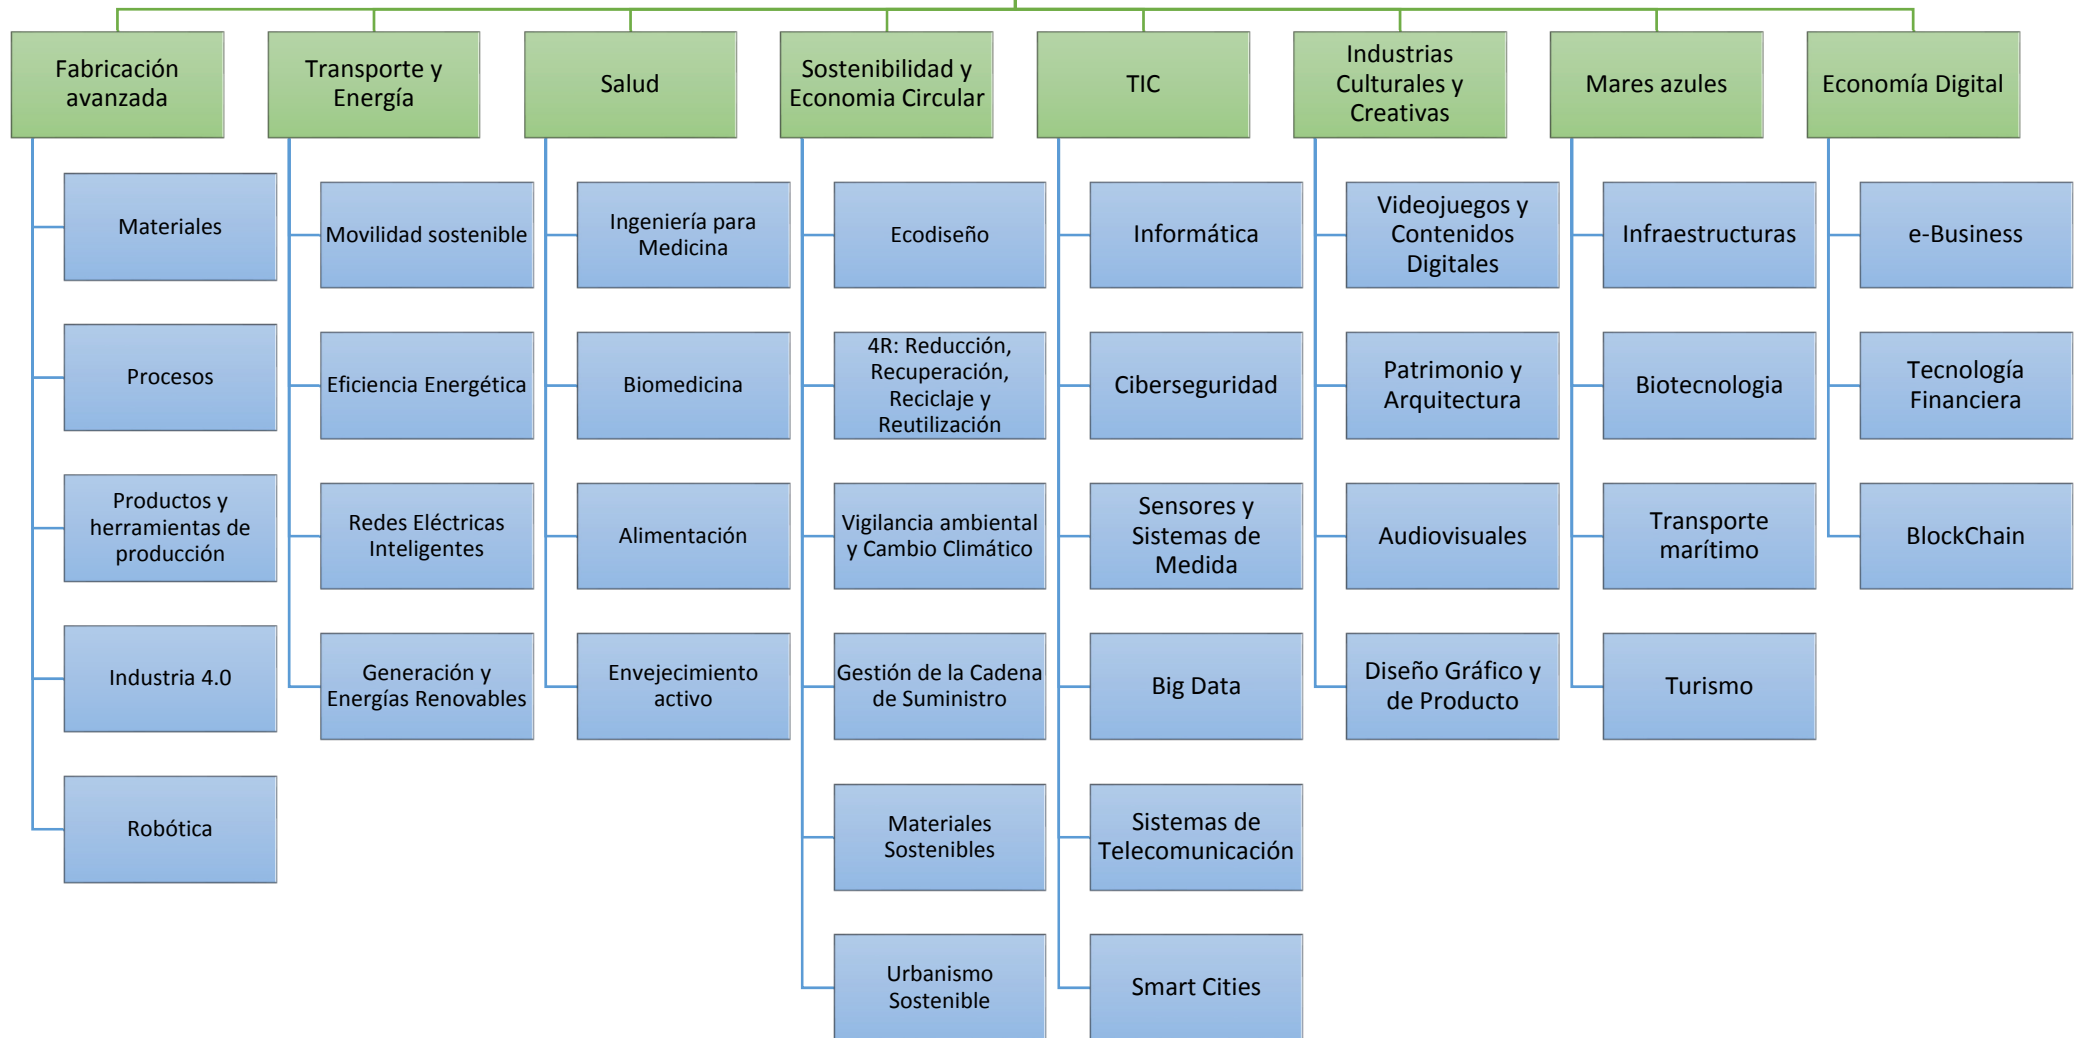 Fabricación
avanzada
Materiales
Procesos
Productos y
herramientas de
producción
Industria 4.0
Robótica
Transporte y
Energía
Movilidad sostenible
Eficiencia Energética
Redes Eléctricas
Inteligentes
Generación y
Energías Renovables
Salud
Ingeniería para
Medicina
Biomedicina
Alimentación
Envejecimiento
activo
Sostenibilidad y
Economia Circular
Ecodiseño
4R: Reducción,
Recuperación,
Reciclaje y
Reutilización
Vigilancia ambiental
y Cambio Climático
Gestión de la Cadena
de Suministro
Materiales
Sostenibles
Urbanismo
Sostenible
TIC
Informática
Ciberseguridad
Sensores y
Sistemas de
Medida
Big Data
Sistemas de
Telecomunicación
Smart Cities
Industrias
Culturales y
Creativas
Videojuegos y
Contenidos
Digitales
Patrimonio y
Arquitectura
Audiovisuales
Diseño Gráfico y
de Producto
Mares azules
Infraestructuras
Biotecnologia
Transporte
marítimo
Turismo
Economía Digital
e-Business
Tecnología
Financiera
BlockChain